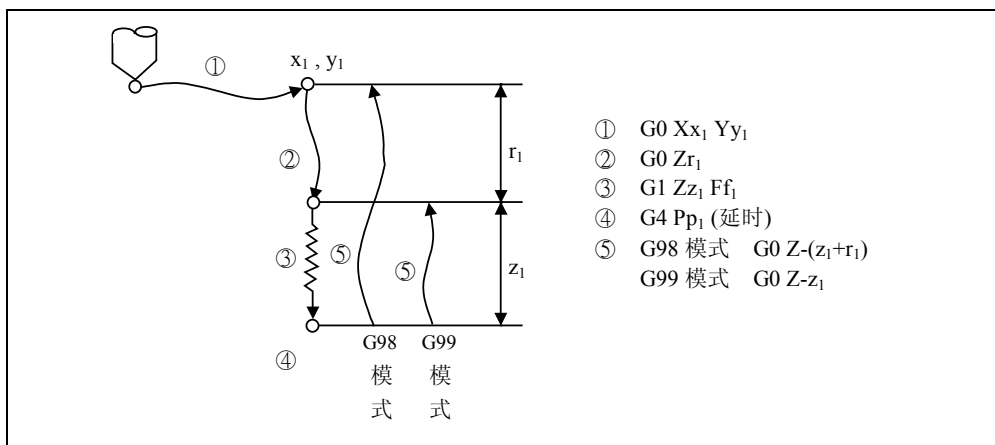 ①
x₁ , y₁
②
r₁
③
⑤
⑤
z₁
④
G98 模式
G99 模式
① G0 Xx₁ Yy₁
② G0 Zr₁
③ G1 Zz₁ Ff₁
④ G4 Pp₁ (延时)
⑤ G98 模式 G0 Z-(z₁+r₁)
G99 模式 G0 Z-z₁